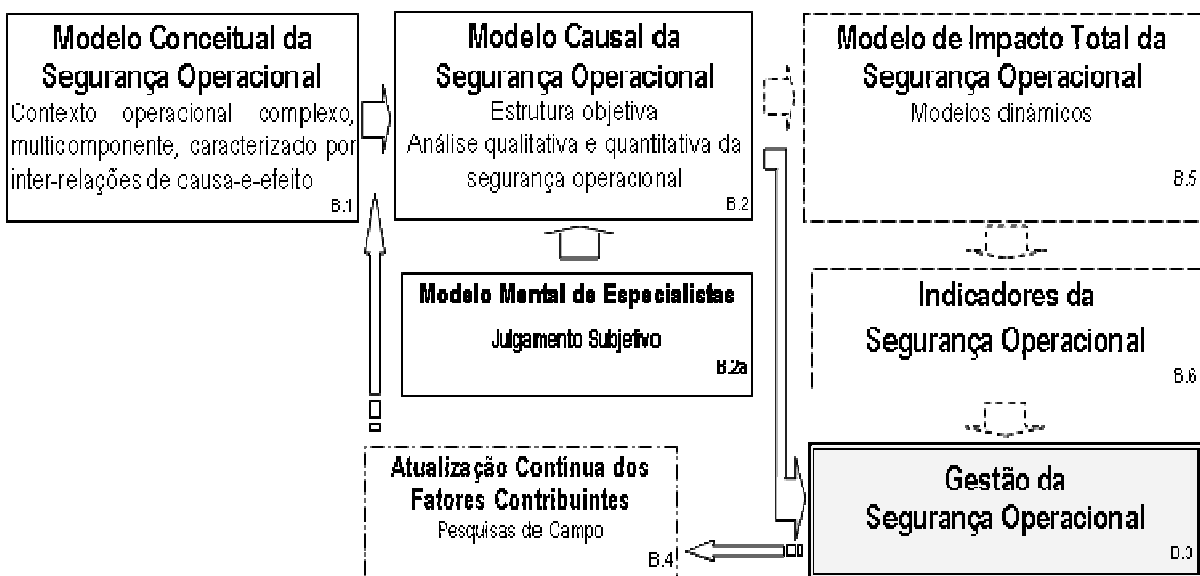 Modelo Conceitual da
Segurança Operacional
Contexto operacional complexo,
multicomponente, caracterizado por
inter-relações de causa-e-efeito
B.1
Modelo Causal da
Segurança Operacional
Estrutura objetiva
Análise qualitativa e quantitativa da
segurança operacional
B.2
Modelo de Impacto Total da
Segurança Operacional
Modelos dinâmicos
B.5
Modelo Mental de Especialistas
Julgamento Subjetivo
B.2a
Indicadores da
Segurança Operacional
B.6
Atualização Contínua dos
Fatores Contribuintes
Pesquisas de Campo
B.4
Gestão da
Segurança Operacional